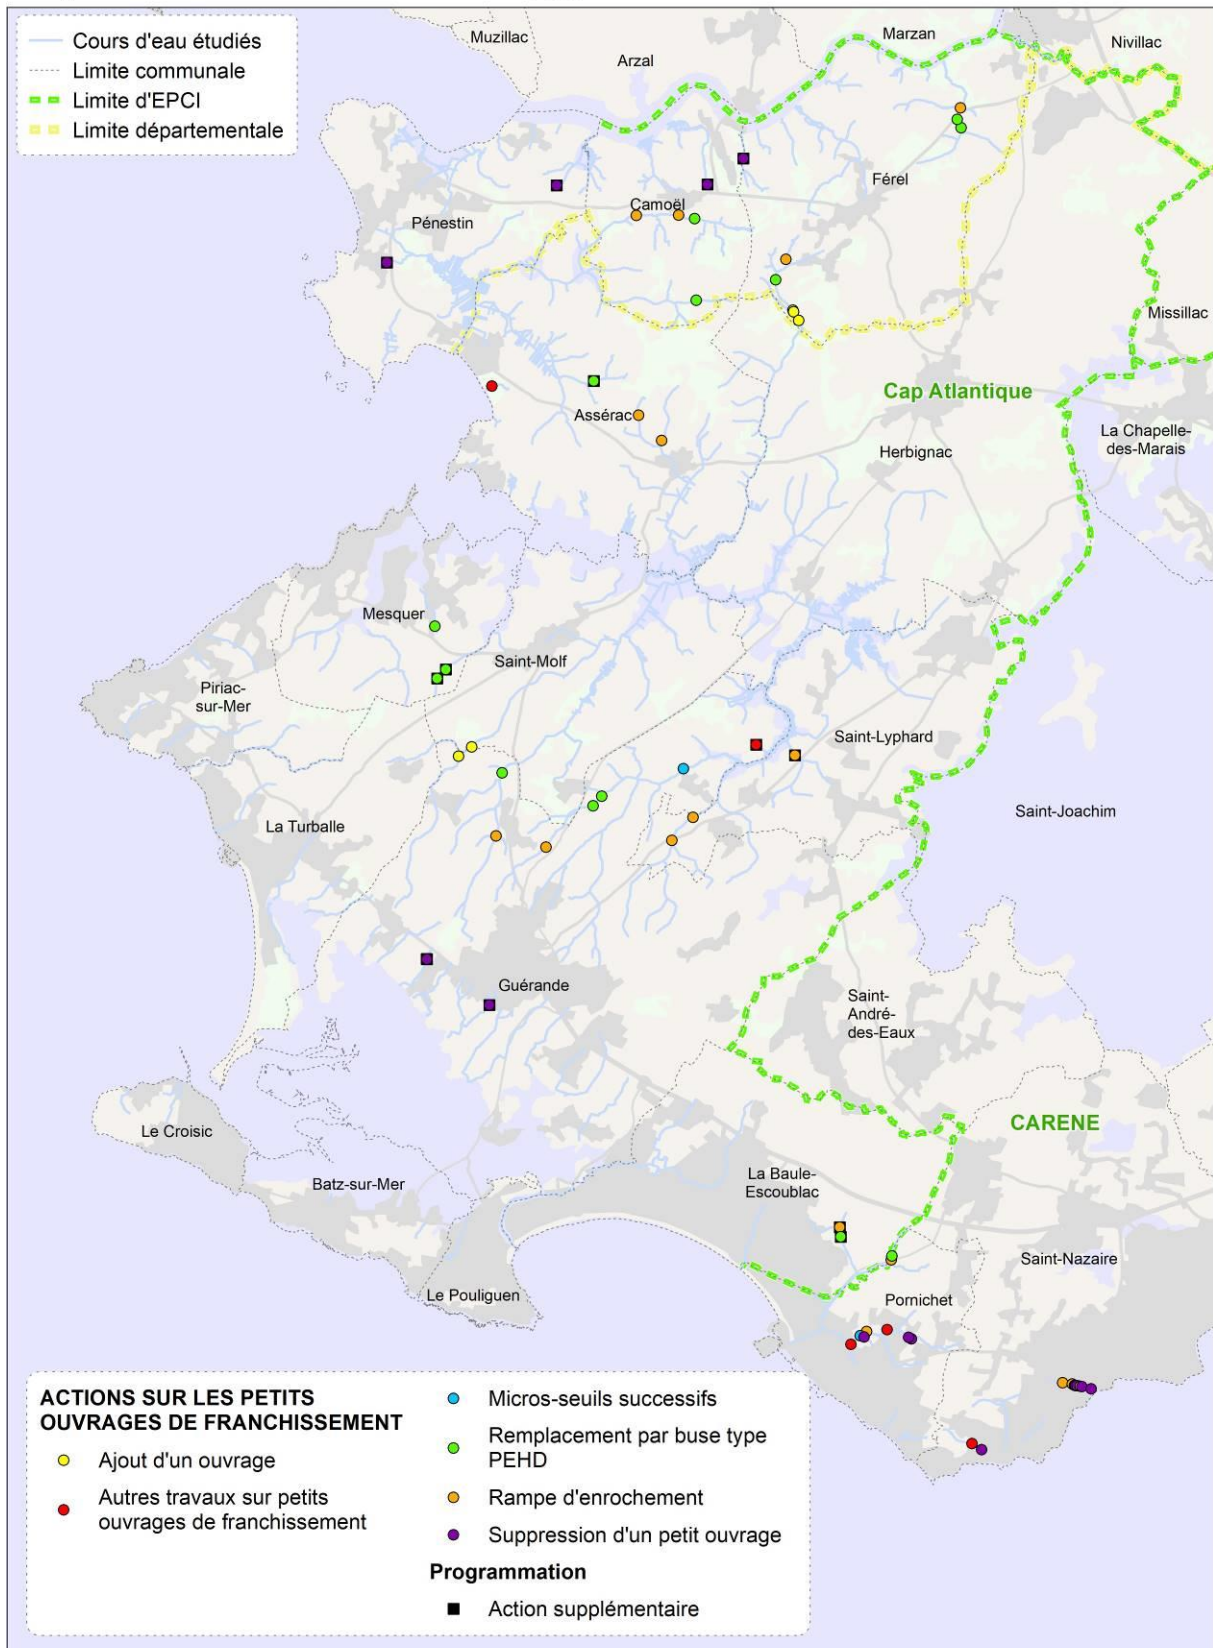 Cours d'eau étudiés
Limite communale
Limite d'EPCI
Limite départementale
Muzillac
Marzan
Nivillac
Arzal
Férel
Camoël
Pénestin
Missillac
Cap Atlantique
Assérac
La Chapelle-
des-Marais
Herbignac
Mesquer
Saint-Molf
Piriac-
sur-Mer
Saint-Lyphard
Saint-Joachim
La Turballe
Guérande
Saint-
André-
des-Eaux
CARENE
Le Croisic
La Baule-
Escoublac
Batz-sur-Mer
Saint-Nazaire
Le Pouliguen
Pornichet
ACTIONS SUR LES PETITS
OUVRAGES DE FRANCHISSEMENT
Ajout d'un ouvrage
Autres travaux sur petits
ouvrages de franchissement
Micros-seuils successifs
Remplacement par buse type
PEHD
Rampe d'enrochement
Suppression d'un petit ouvrage
Programmation
Action supplémentaire